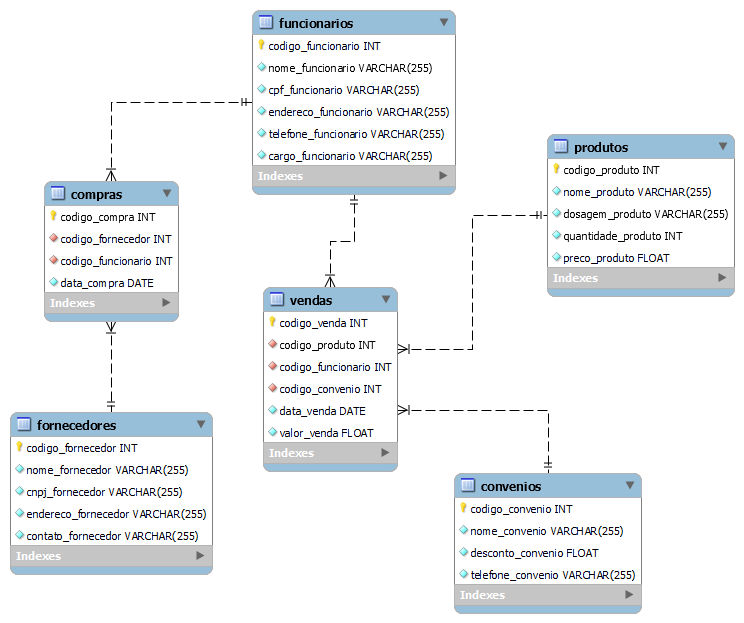 funcionarios
codigo_funcionario INT
nome_funcionario VARCHAR(255)
cpf_funcionario VARCHAR(255)
endereco_funcionario VARCHAR(255)
telefone_funcionario VARCHAR(255)
cargo_funcionario VARCHAR(255)
Indexes
produtos
codigo_produto INT
nome_produto VARCHAR(255)
dosagem_produto VARCHAR(255)
quantidade_produto INT
preco_produto FLOAT
Indexes
compras
codigo_compra INT
codigo_fornecedor INT
codigo_funcionario INT
data_compra DATE
Indexes
vendas
codigo_venda INT
codigo_produto INT
codigo_funcionario INT
codigo_convenio INT
data_venda DATE
valor_venda FLOAT
Indexes
fornecedores
codigo_fornecedor INT
nome_fornecedor VARCHAR(255)
cnpj_fornecedor VARCHAR(255)
endereco_fornecedor VARCHAR(255)
contato_fornecedor VARCHAR(255)
Indexes
convenios
codigo_convenio INT
nome_convenio VARCHAR(255)
desconto_convenio FLOAT
telefone_convenio VARCHAR(255)
Indexes